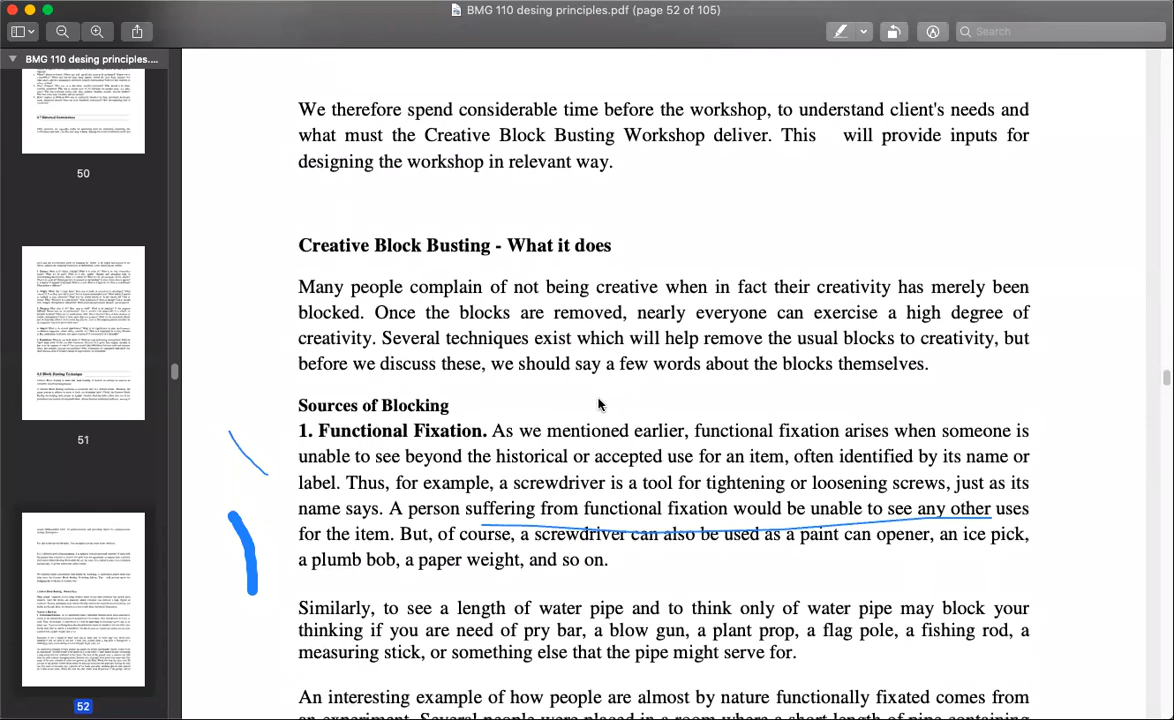 BMG 110 desing principles.pdf (page 52 of 105)
Search
BMG 110 desing principles....
50
51
52
We therefore spend considerable time before the workshop, to understand client's needs and
what must the Creative Block Busting Workshop deliver. This will provide inputs for
designing the workshop in relevant way.
Creative Block Busting - What it does
Many people complain of not being creative when in fact their creativity has merely been
blocked. Once the blocks are removed, nearly everyone can exercise a high degree of
creativity. Several techniques exist which will help remove the usual blocks to creativity, but
before we discuss these, we should say a few words about the blocks themselves.
Sources of Blocking
1. Functional Fixation. As we mentioned earlier, functional fixation arises when someone is
unable to see beyond the historical or accepted use for an item, often identified by its name or
label. Thus, for example, a screwdriver is a tool for tightening or loosening screws, just as its
name says. A person suffering from functional fixation would be unable to see any other uses
for the item. But, of course, a screwdriver can also be used as a paint can opener, an ice pick,
a plumb bob, a paper weight, and so on.
Similarly, to see a length of water pipe and to think only of water pipe may block your
thinking if you are need a pry bar, a blow gun, a plant prop, a flag pole, a fishing rod, a
measuring stick, or something else that the pipe might serve for.
An interesting example of how people are almost by nature functionally fixated comes from
an experiment. Several people were placed in a room where a short length of pipe containing